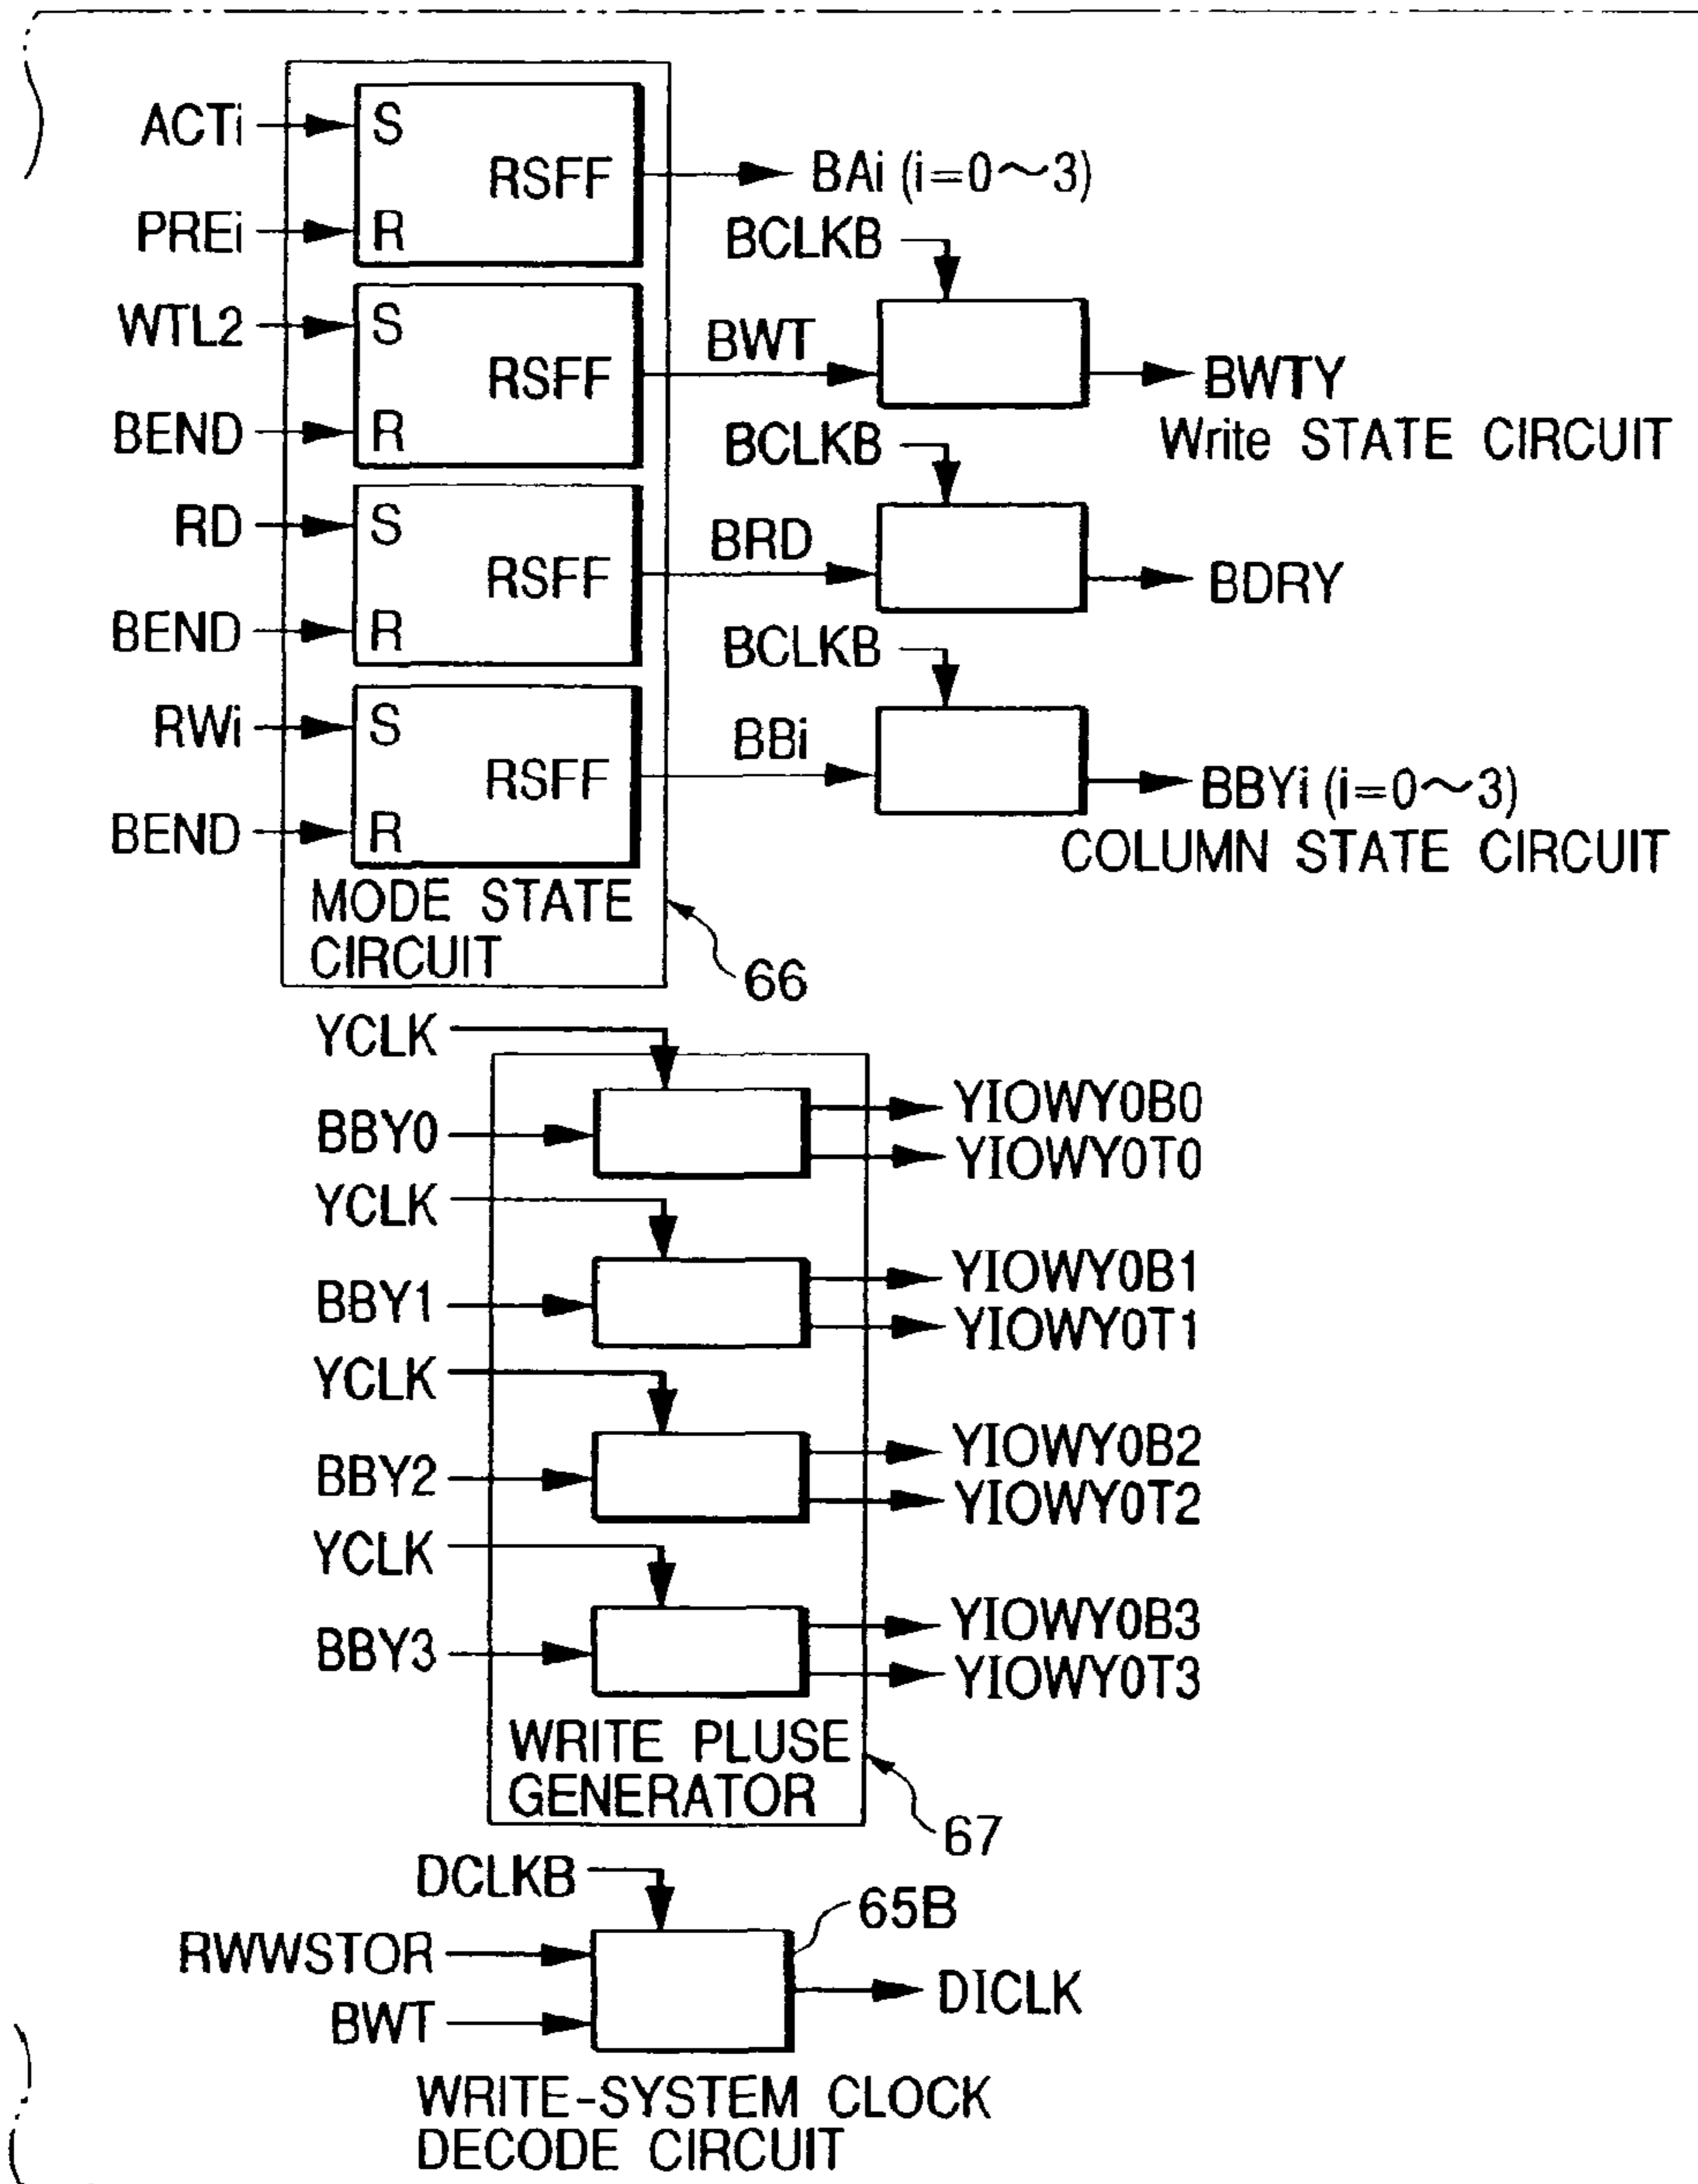 ACTi
S
RSFF
BAi (i=0～3)
PREi
R
BCLKB
WTL2
S
BWT
RSFF
BWTY
BEND
R
Write STATE CIRCUIT
BCLKB
RD
S
BRD
RSFF
BDRY
BEND
R
BCLKB
RWi
S
BBi
RSFF
BBYi (i=0～3)
BEND
R
COLUMN STATE CIRCUIT
MODE STATE
CIRCUIT
66
YCLK
YIOWY0B0
BBY0
YIOWY0T0
YCLK
YIOWY0B1
BBY1
YIOWY0T1
YCLK
YIOWY0B2
BBY2
YIOWY0T2
YCLK
YIOWY0B3
BBY3
YIOWY0T3
WRITE PLUSE
GENERATOR
67
DCLKB
65B
RWWSTOR
DICLK
BWT
WRITE-SYSTEM CLOCK
DECODE CIRCUIT